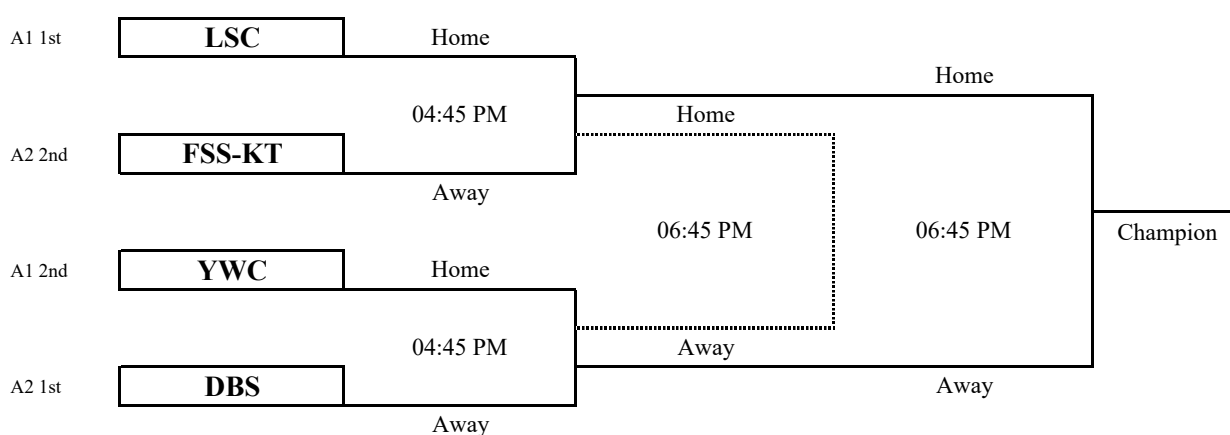 A1 1st LSC Home
Home
04:45 PM Home
A2 2nd FSS-KT
Away
06:45 PM 06:45 PM Champion
A1 2nd YWC Home
04:45 PM Away
A2 1st DBS Away
Away